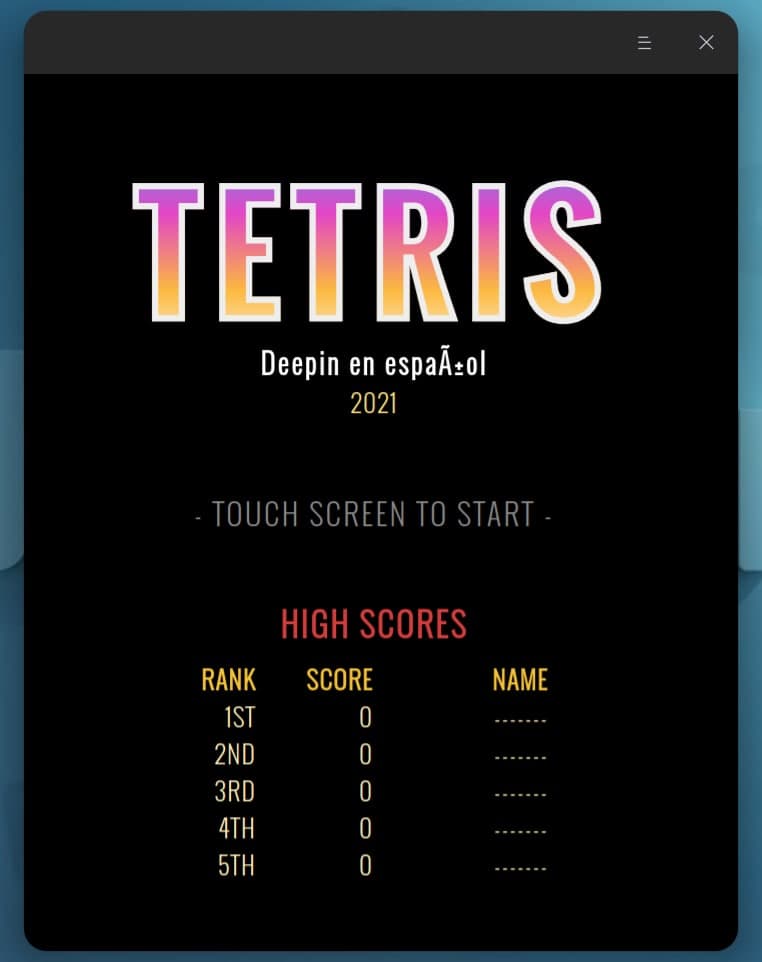 TETRIS
Deepin en espaÃ±ol
2021
- TOUCH SCREEN TO START -
HIGH SCORES
RANK SCORE NAME
1ST 0 -------
2ND 0 -------
3RD 0 -------
4TH 0 -------
5TH 0 -------